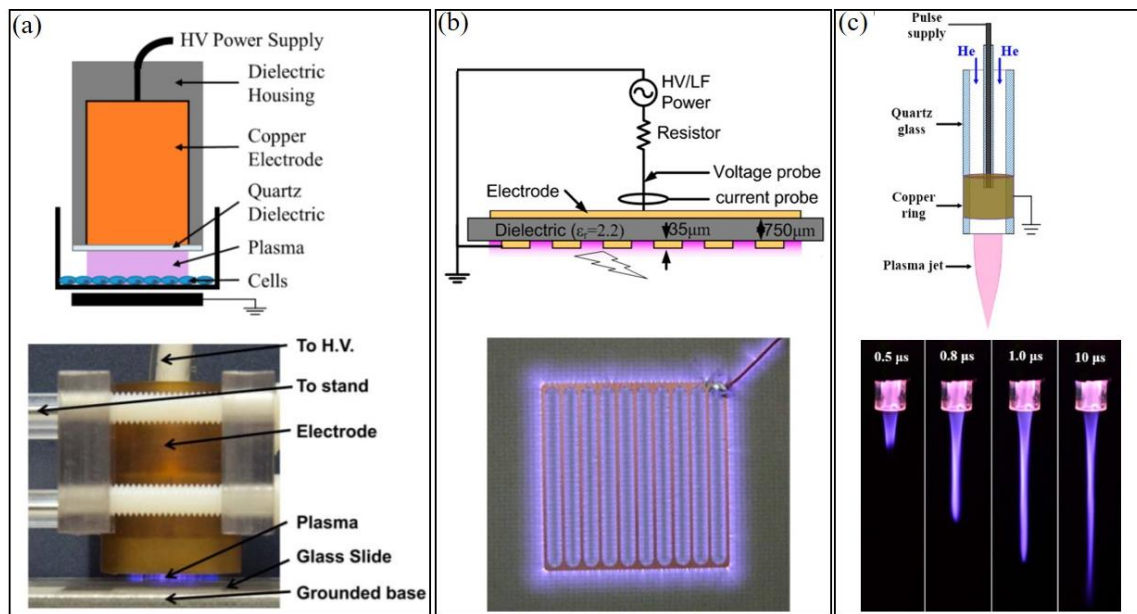 (a)
HV Power Supply
Dielectric
Housing
Copper
Electrode
Quartz
Dielectric
Plasma
Cells
To H.V.
To stand
Electrode
Plasma
Glass Slide
Grounded base
(b)
HV/LF
Power
Resistor
Voltage probe
Electrode
current probe
Dielectric (εr=2.2)
35μm
750μm
(c)
Pulse
supply
He
He
Quartz
glass
Copper
ring
Plasma jet
0.5 μs
0.8 μs
1.0 μs
10 μs